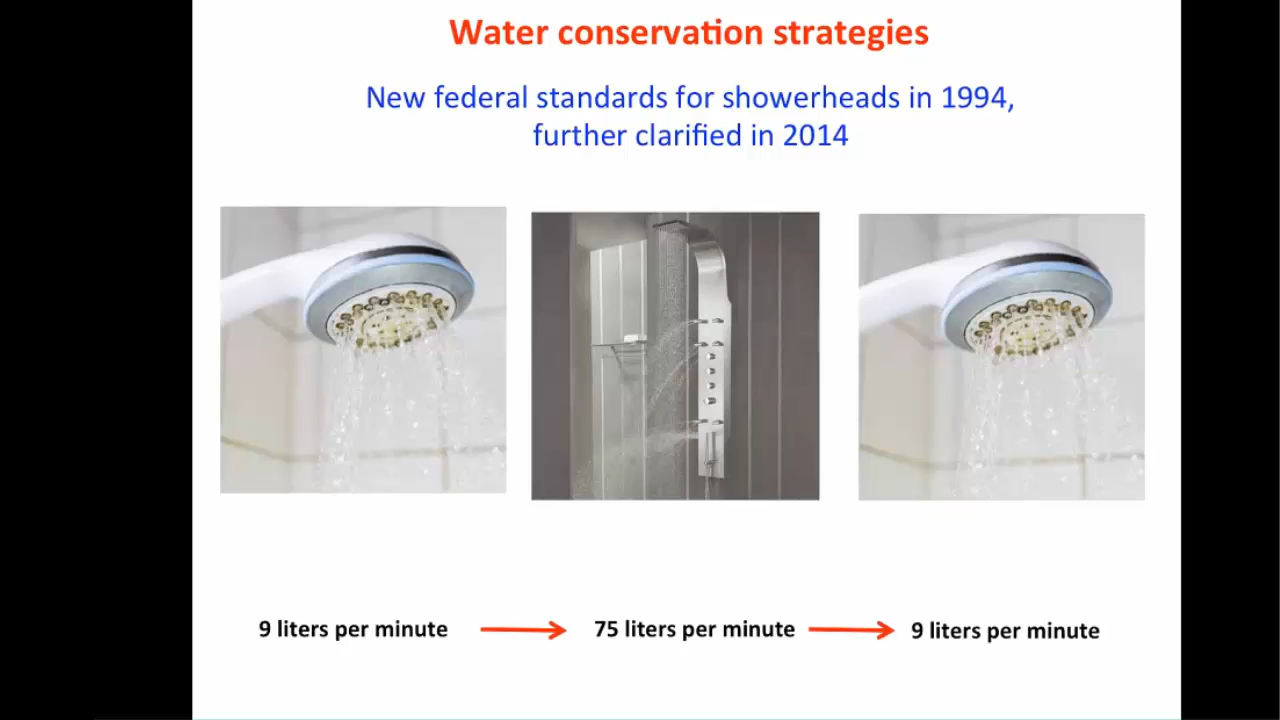 Water conservation strategies
New federal standards for showerheads in 1994,
further clarified in 2014
9 liters per minute
75 liters per minute
9 liters per minute